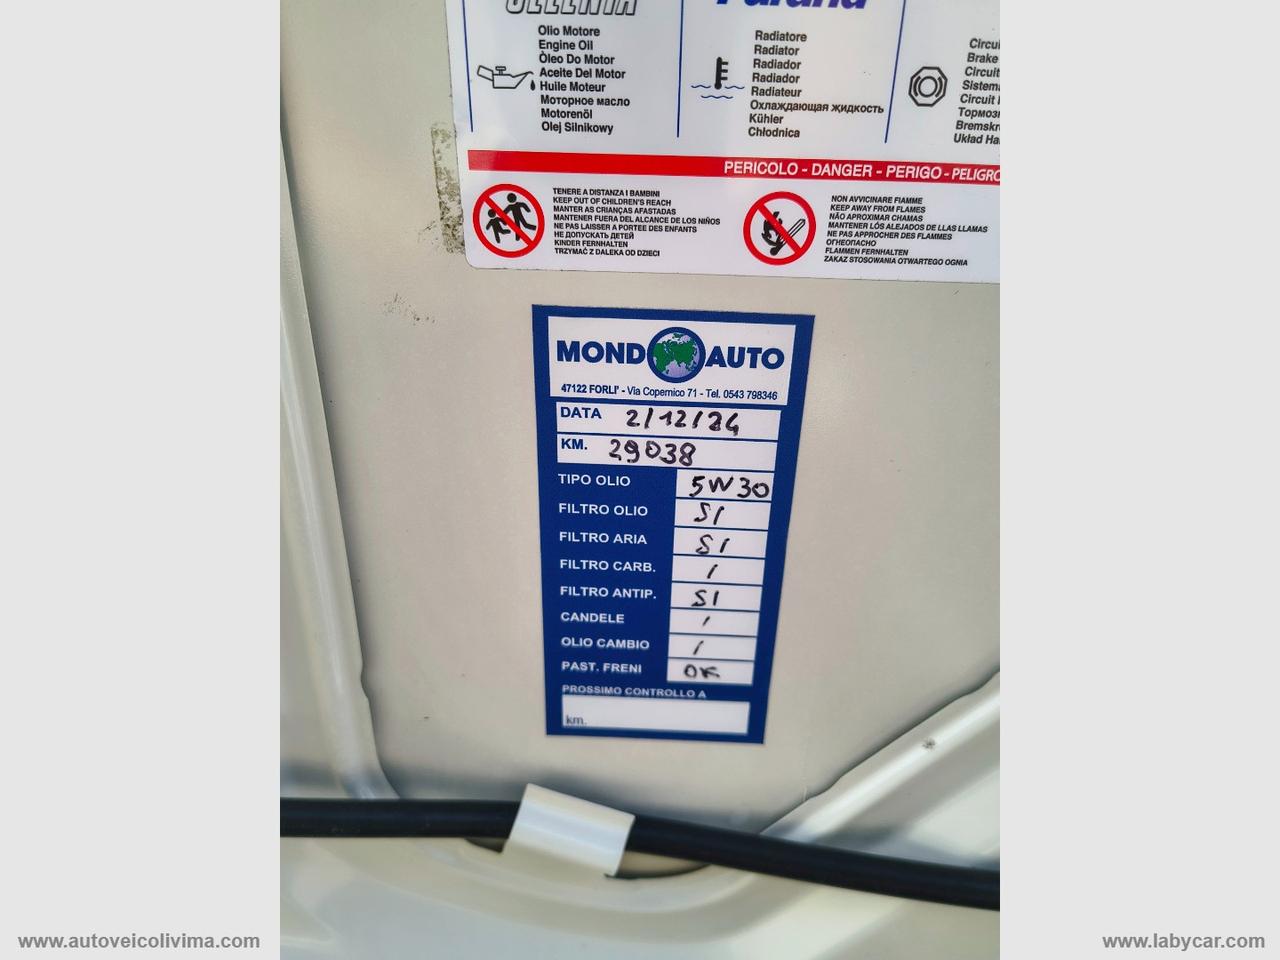 SELENIA
Olio Motore
Engine Oil
Òleo Do Motor
Aceite Del Motor
Huile Moteur
Моторное масло
Motorenöl
Olej Silnikowy
Radiatore
Radiator
Radiador
Radiador
Radiateur
Охлаждающая жидкость
Kühler
Chłodnica
Brake
PERICOLO - DANGER - PERIGO - PELIGRO
TENERE A DISTANZA I BAMBINI
KEEP OUT OF CHILDREN'S REACH
MANTER AS CRIANÇAS AFASTADAS
MANTENER FUERA DEL ALCANCE DE LOS NIÑOS
NE PAS LAISSER A PORTEE DES ENFANTS
НЕ ДОПУСКАТЬ ДЕТЕЙ
KINDER FERNHALTEN
TRZYMAĆ Z DALEKA OD DZIECI
NON AVVICINARE FIAMME
KEEP AWAY FROM FLAMES
NÃO APROXIMAR CHAMAS
MANTENER LÓS ALEJADOS DE LLAS LLAMAS
NE PAS APPROCHER DES FLAMMES
ОГНЕОПАСНО
FLAMMEN FERNHALTEN
ZAKAZ STOSOWANIA OTWARTEGO OGNIA
MONDO AUTO
47122 FORLI' - Via Copernico 71 - Tel. 0543 798346
DATA 2/12/24
KM. 29038
TIPO OLIO 5W30
FILTRO OLIO SI
FILTRO ARIA SI
FILTRO CARB. /
FILTRO ANTIP. SI
CANDELE /
OLIO CAMBIO /
PAST. FRENI OK
PROSSIMO CONTROLLO A
km.
www.autoveicolivima.com
www.labycar.com